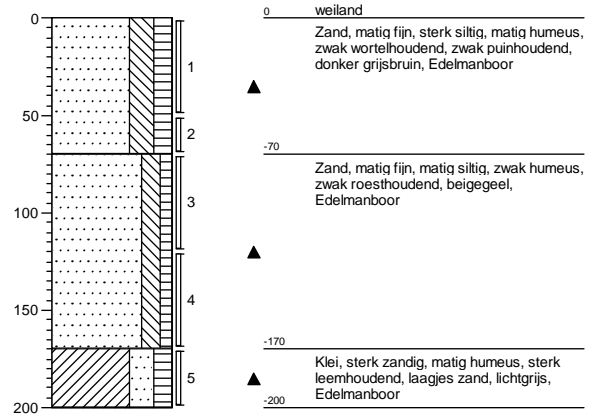 0
50
100
150
200
1
2
3
4
5
0
weiland
Zand, matig fijn, sterk siltig, matig humeus,
zwak wortelhoudend, zwak puinhoudend,
donker grijsbruin, Edelmanboor
-70
Zand, matig fijn, matig siltig, zwak humeus,
zwak roesthoudend, beigegeel,
Edelmanboor
-170
Klei, sterk zandig, matig humeus, sterk
leemhoudend, laagjes zand, lichtgrijs,
Edelmanboor
-200